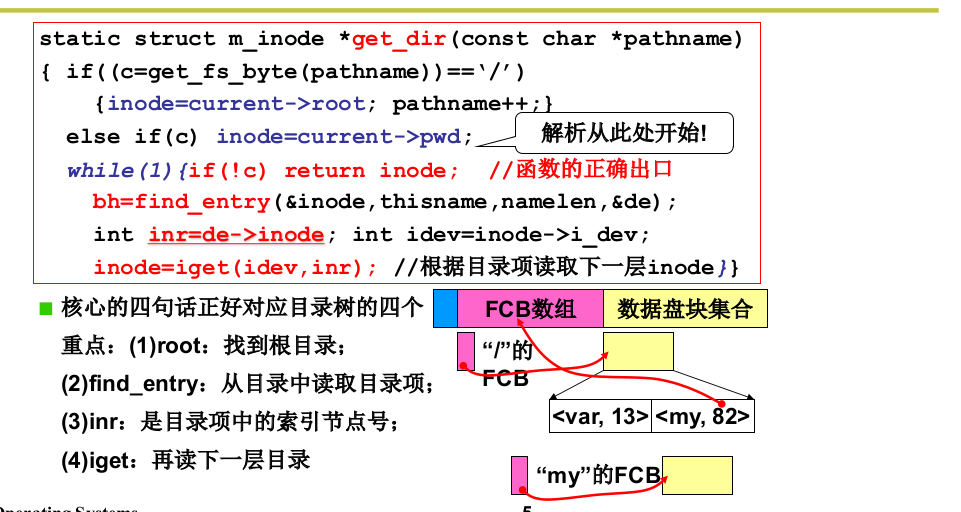 static struct m_inode *get_dir(const char *pathname)
{ if((c=get_fs_byte(pathname))==‘/’)
{inode=current->root; pathname++;}
else if(c) inode=current->pwd;
解析从此处开始!
while(1){if(!c) return inode; //函数的正确出口
bh=find_entry(&inode,thisname,namelen,&de);
int inr=de->inode; int idev=inode->i_dev;
inode=iget(idev,inr); //根据目录项读取下一层inode}}
核心的四句话正好对应目录树的四个
重点：(1)root：找到根目录；
(2)find_entry：从目录中读取目录项；
(3)inr：是目录项中的索引节点号；
(4)iget：再读下一层目录
FCB数组
数据盘块集合
“/”的
FCB
<var, 13>
<my, 82>
“my”的FCB
Operating Systems
5